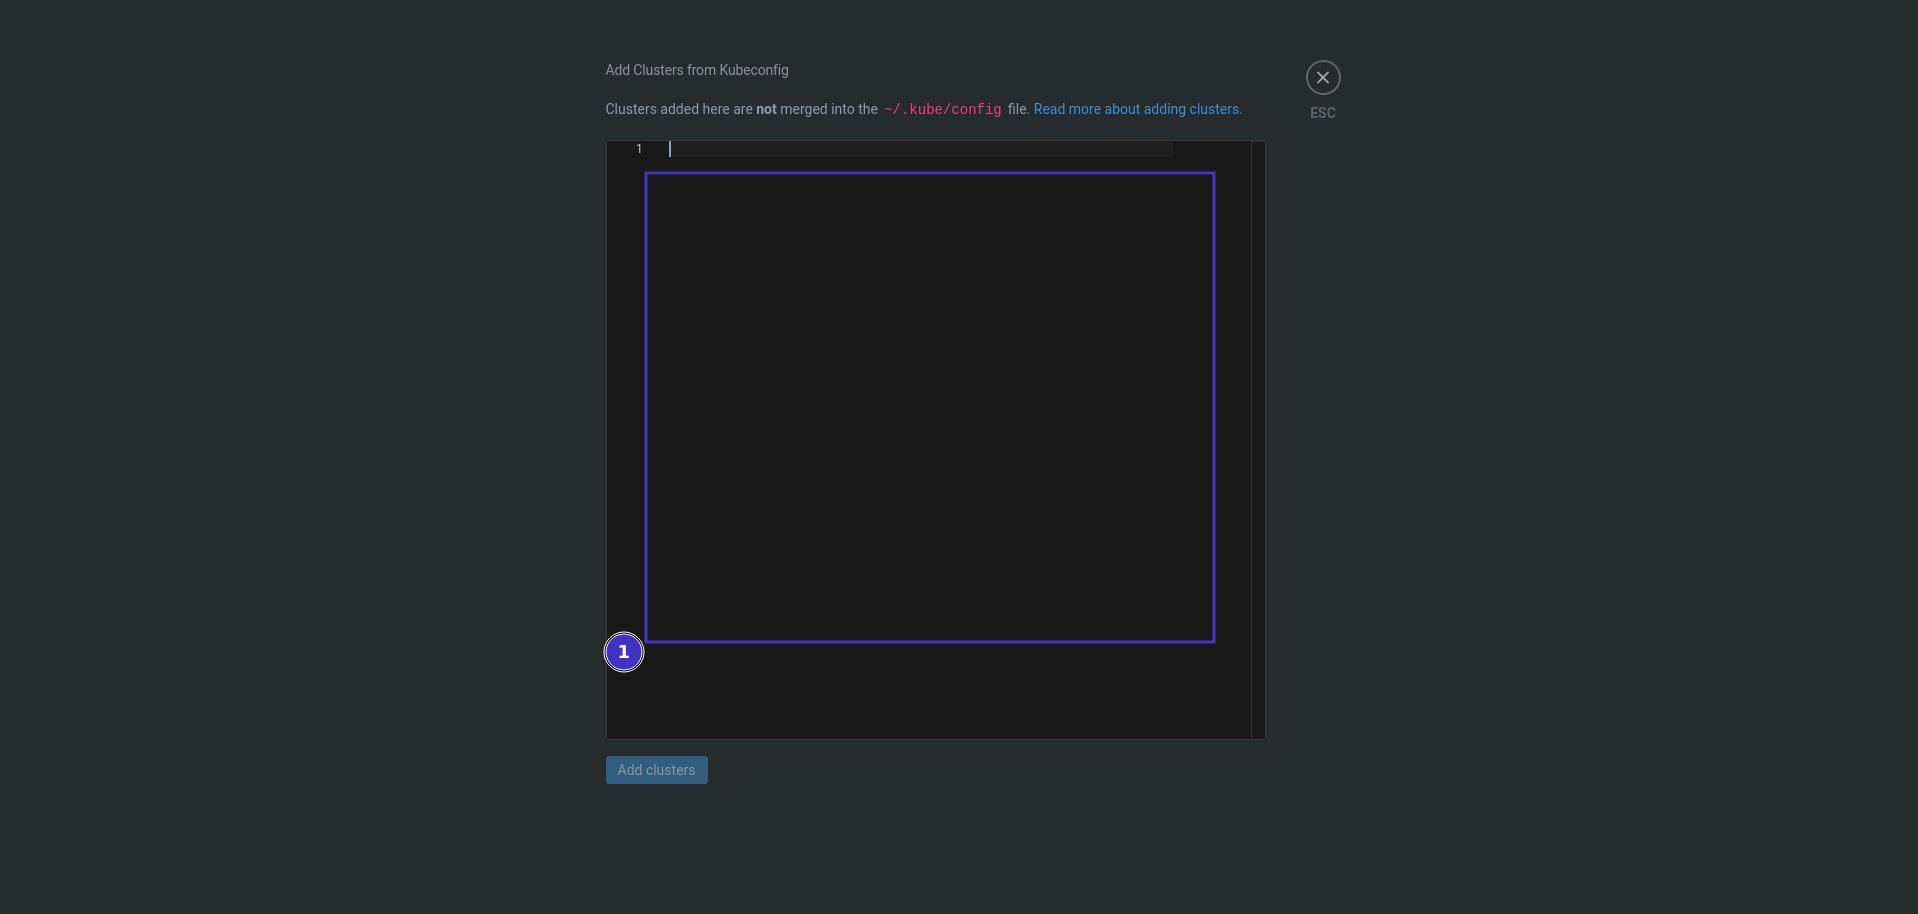 Add Clusters from Kubeconfig
ESC
Clusters added here are not merged into the ~/.kube/config file. Read more about adding clusters.
1
1
Add clusters